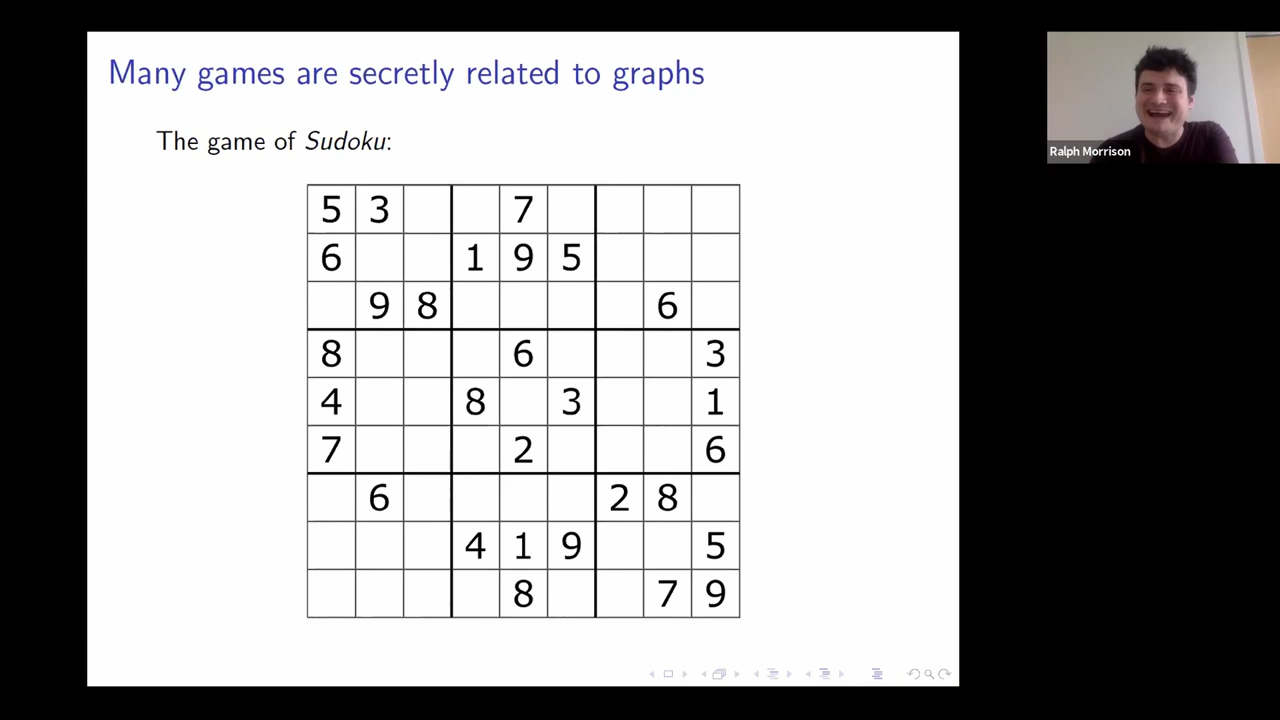 Many games are secretly related to graphs
The game of Sudoku:
5 3 7
6 1 9 5
9 8 6
8 6 3
4 8 3 1
7 2 6
6 2 8
4 1 9 5
8 7 9
Ralph Morrison